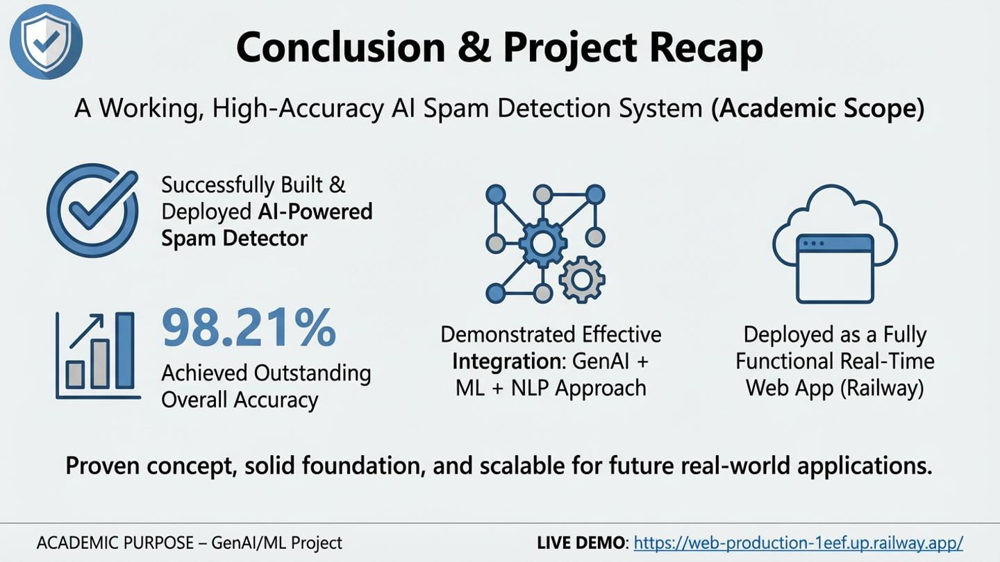 Conclusion & Project Recap
A Working, High-Accuracy AI Spam Detection System (Academic Scope)
Successfully Built &
Deployed AI-Powered
Spam Detector
98.21%
Achieved Outstanding
Overall Accuracy
Demonstrated Effective
Integration: GenAI +
ML + NLP Approach
Deployed as a Fully
Functional Real-Time
Web App (Railway)
Proven concept, solid foundation, and scalable for future real-world applications.
ACADEMIC PURPOSE – GenAI/ML Project
LIVE DEMO: https://web-production-1eef.up.railway.app/